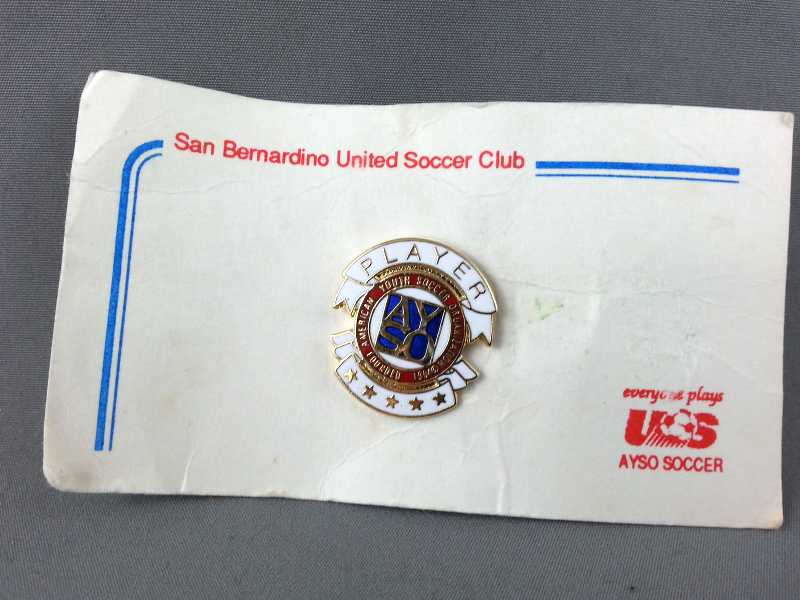 San Bernardino United Soccer Club
PLAYER
AMERICAN YOUTH SOCCER ORGANIZATION
AYSO
FOUNDED 1964
everyone plays
US
AYSO SOCCER